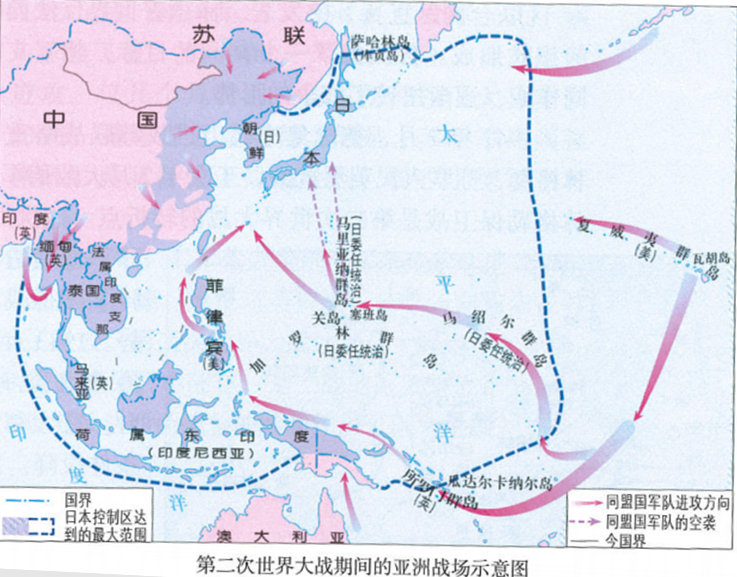 苏 联
萨哈林岛
(库页岛)
中 国
朝鲜
(日)
日本
太平洋
印度
(英)
缅甸
(英)
法属印度支那
泰国
菲律宾
(美)
马里亚纳群岛
(日委任统治)
夏威夷群岛
(美)
瓦胡岛
关岛
塞班岛
加罗林群岛
(日委任统治)
马绍尔群岛
(日委任统治)
马来亚
(英)
荷属东印度
(印度尼西亚)
印度洋
所罗门群岛
(英)
瓜达尔卡纳尔岛
澳大利亚
国界
日本控制区达
到的最大范围
同盟国军队进攻方向
同盟国军队的空袭
今国界
第二次世界大战期间的亚洲战场示意图